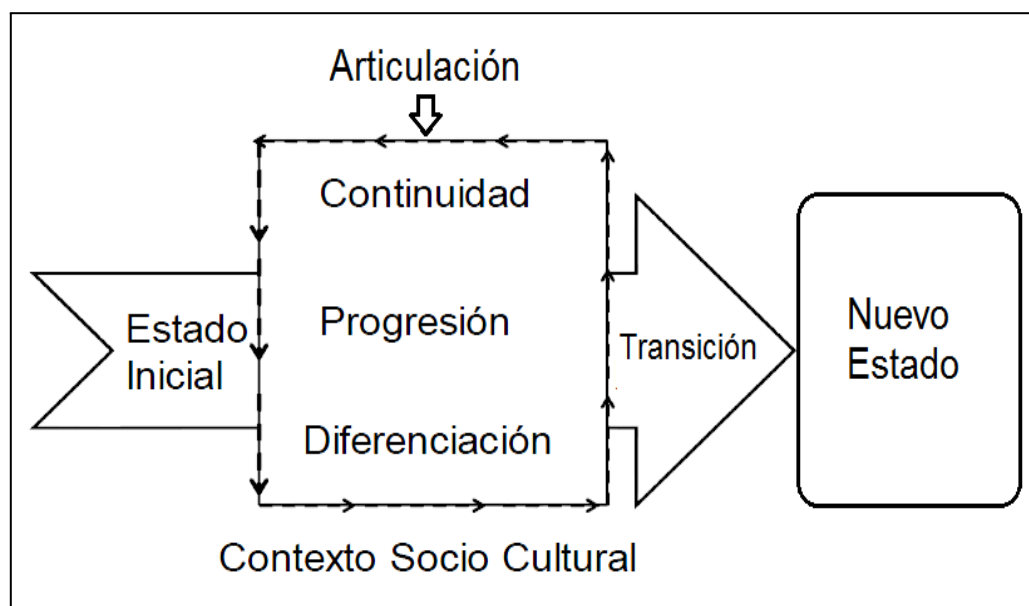 Articulación
Continuidad
Estado
Inicial
Progresión
Diferenciación
Transición
Nuevo
Estado
Contexto Socio Cultural